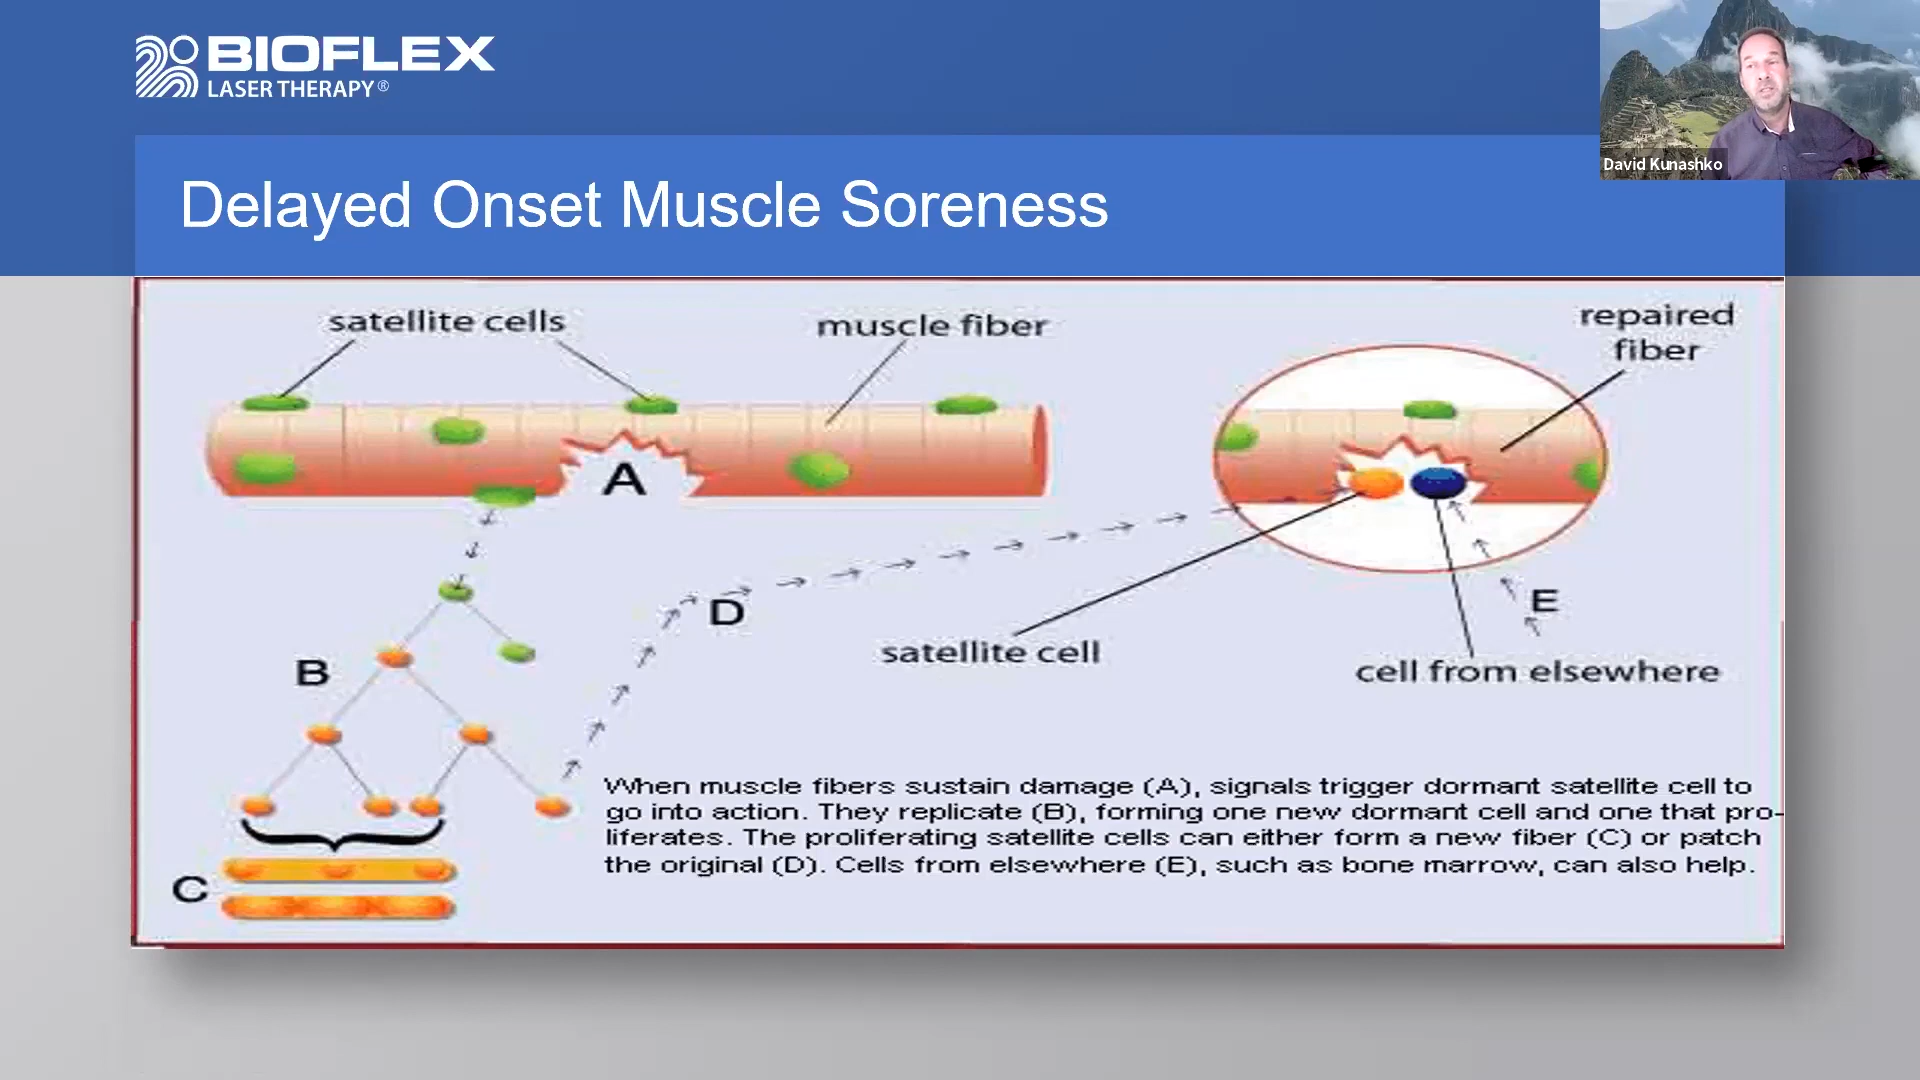 BIOFLEX
LASER THERAPY®
David Kunashko
Delayed Onset Muscle Soreness
satellite cells
muscle fiber
repaired
fiber
A
B
C
D
E
satellite cell
cell from elsewhere
When muscle fibers sustain damage (A), signals trigger dormant satellite cell to
go into action. They replicate (B), forming one new dormant cell and one that pro-
liferates. The proliferating satellite cells can either form a new fiber (C) or patch
the original (D). Cells from elsewhere (E), such as bone marrow, can also help.